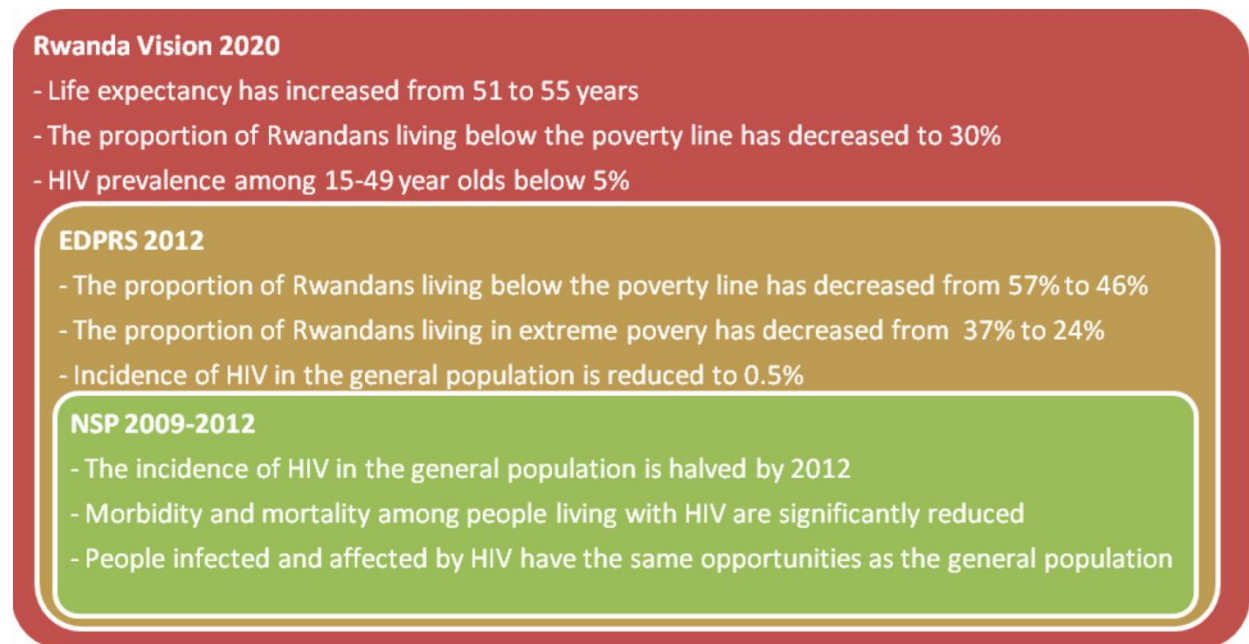 Rwanda Vision 2020
- Life expectancy has increased from 51 to 55 years
- The proportion of Rwandans living below the poverty line has decreased to 30%
- HIV prevalence among 15-49 year olds below 5%
EDPRS 2012
- The proportion of Rwandans living below the poverty line has decreased from 57% to 46%
- The proportion of Rwandans living in extreme povery has decreased from 37% to 24%
- Incidence of HIV in the general population is reduced to 0.5%
NSP 2009-2012
- The incidence of HIV in the general population is halved by 2012
- Morbidity and mortality among people living with HIV are significantly reduced
- People infected and affected by HIV have the same opportunities as the general population